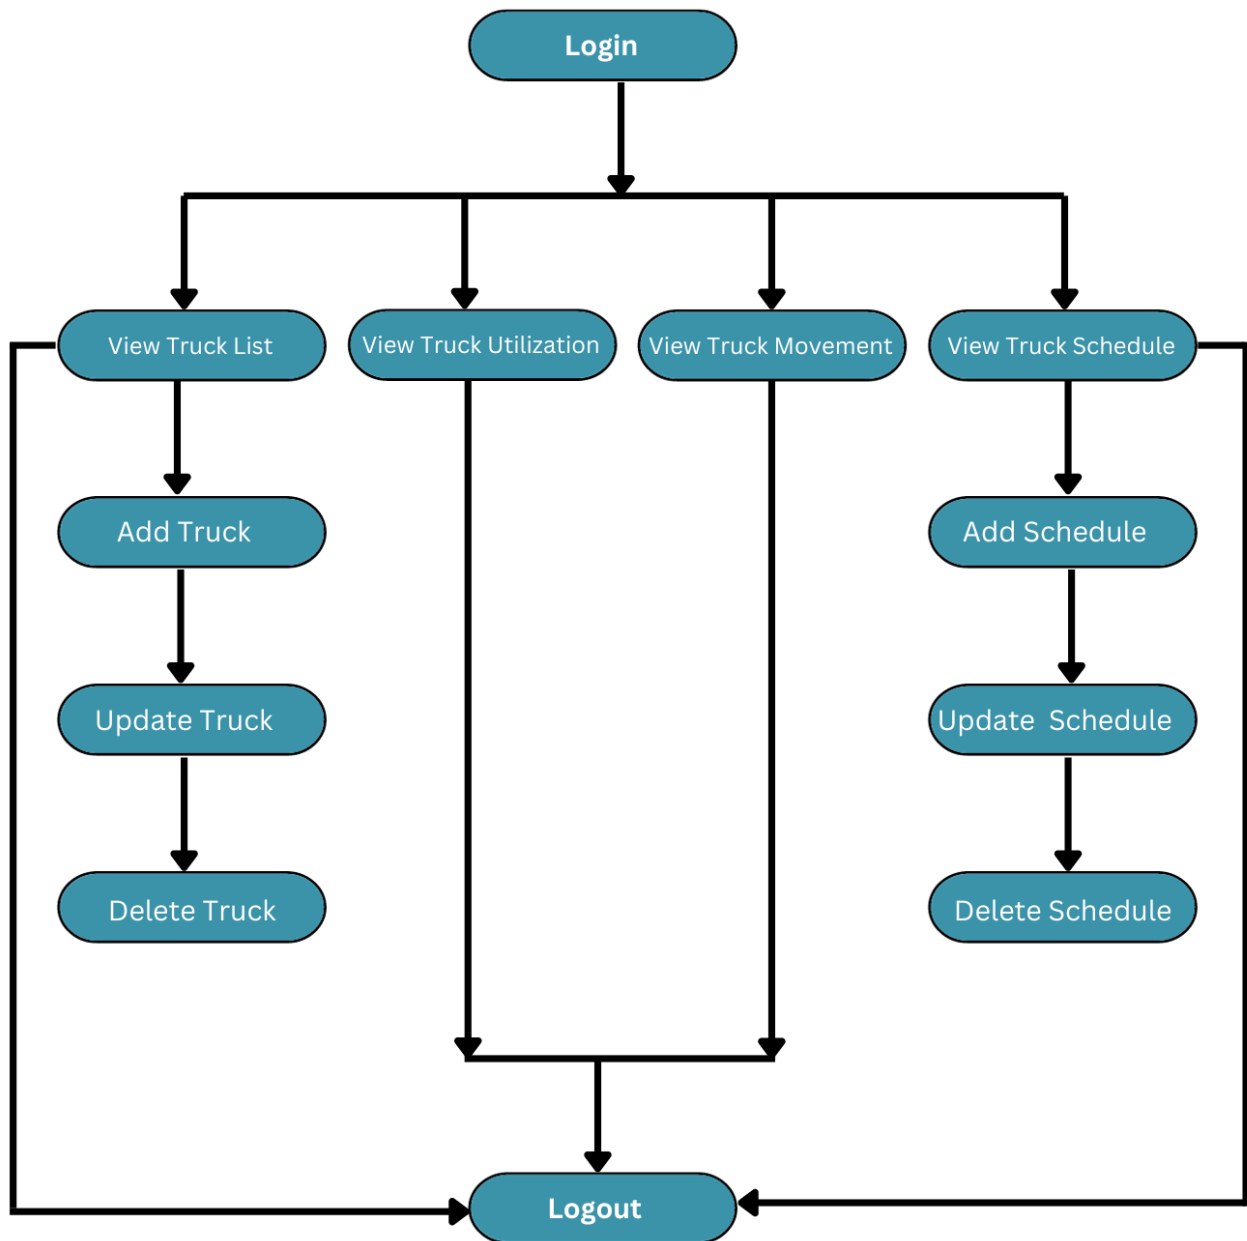 Login
View Truck List
View Truck Utilization
View Truck Movement
View Truck Schedule
Add Truck
Add Schedule
Update Truck
Update  Schedule
Delete Truck
Delete Schedule
Logout